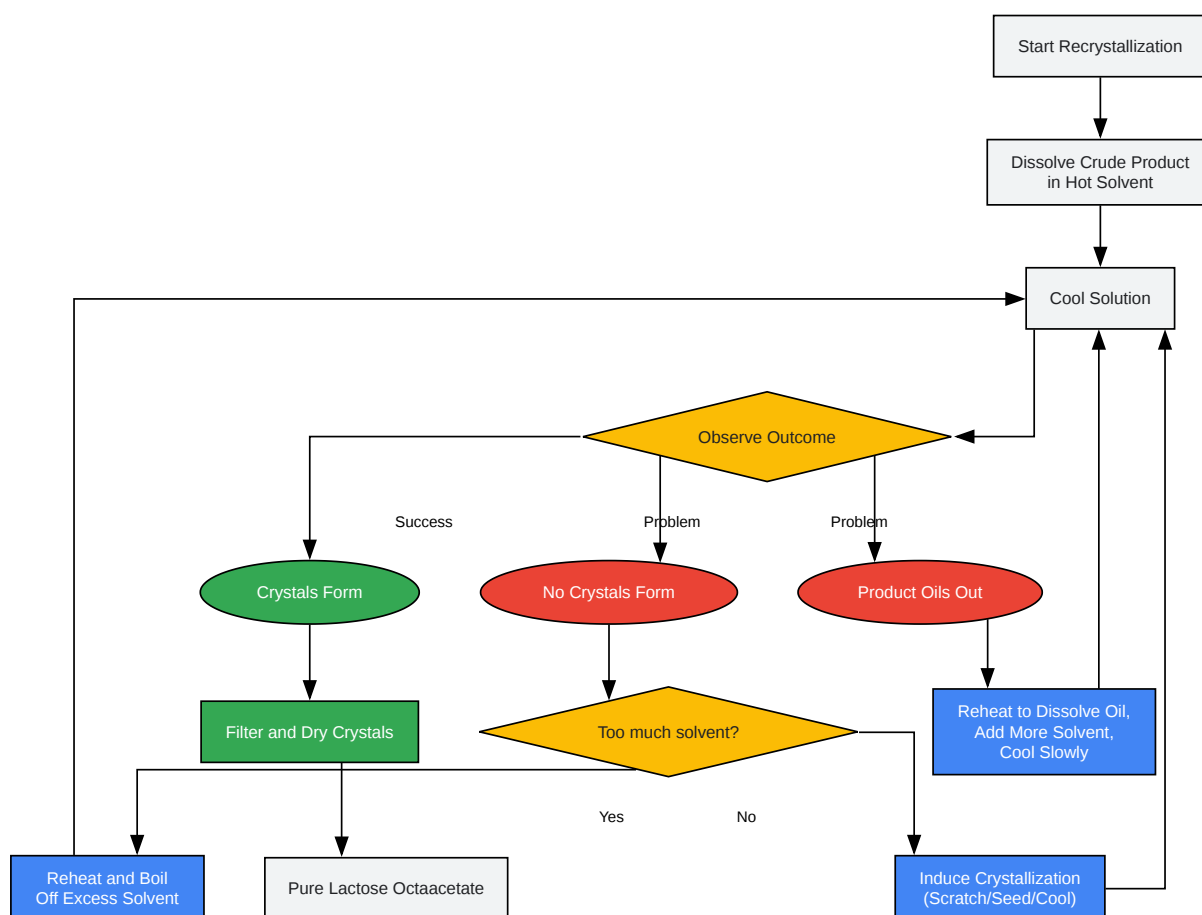 Start Recrystallization
Dissolve Crude Product
in Hot Solvent
Cool Solution
Observe Outcome
Success
Problem
Problem
Crystals Form
No Crystals Form
Product Oils Out
Filter and Dry Crystals
Too much solvent?
Reheat to Dissolve Oil,
Add More Solvent,
Cool Slowly
Yes
No
Reheat and Boil
Off Excess Solvent
Pure Lactose Octaacetate
Induce Crystallization
(Scratch/Seed/Cool)